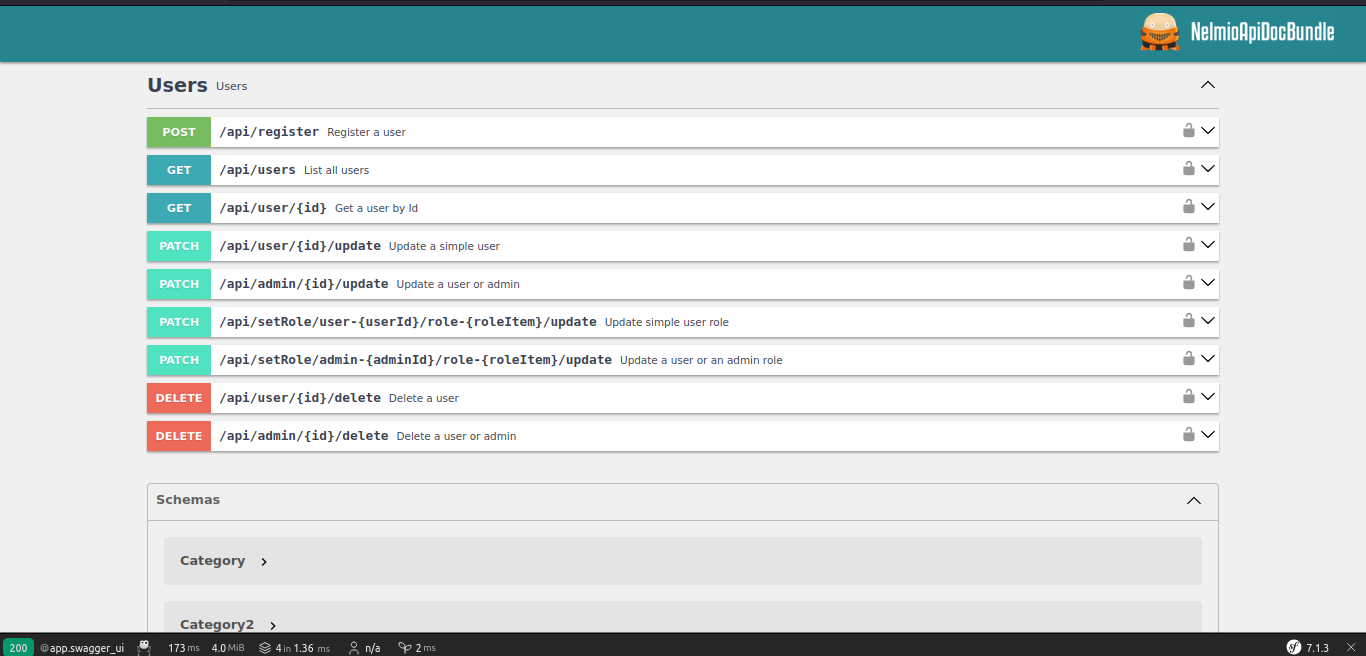 NelmioApiDocBundle
Users Users
POST /api/register Register a user
GET /api/users List all users
GET /api/user/{id} Get a user by Id
PATCH /api/user/{id}/update Update a simple user
PATCH /api/admin/{id}/update Update a user or admin
PATCH /api/setRole/user-{userId}/role-{roleItem}/update Update simple user role
PATCH /api/setRole/admin-{adminId}/role-{roleItem}/update Update a user or an admin role
DELETE /api/user/{id}/delete Delete a user
DELETE /api/admin/{id}/delete Delete a user or admin
Schemas
Category
Category2
200 @app.swagger_ui 173 ms 4.0 MiB 4 in 1.36 ms n/a 2 ms sf 7.1.3